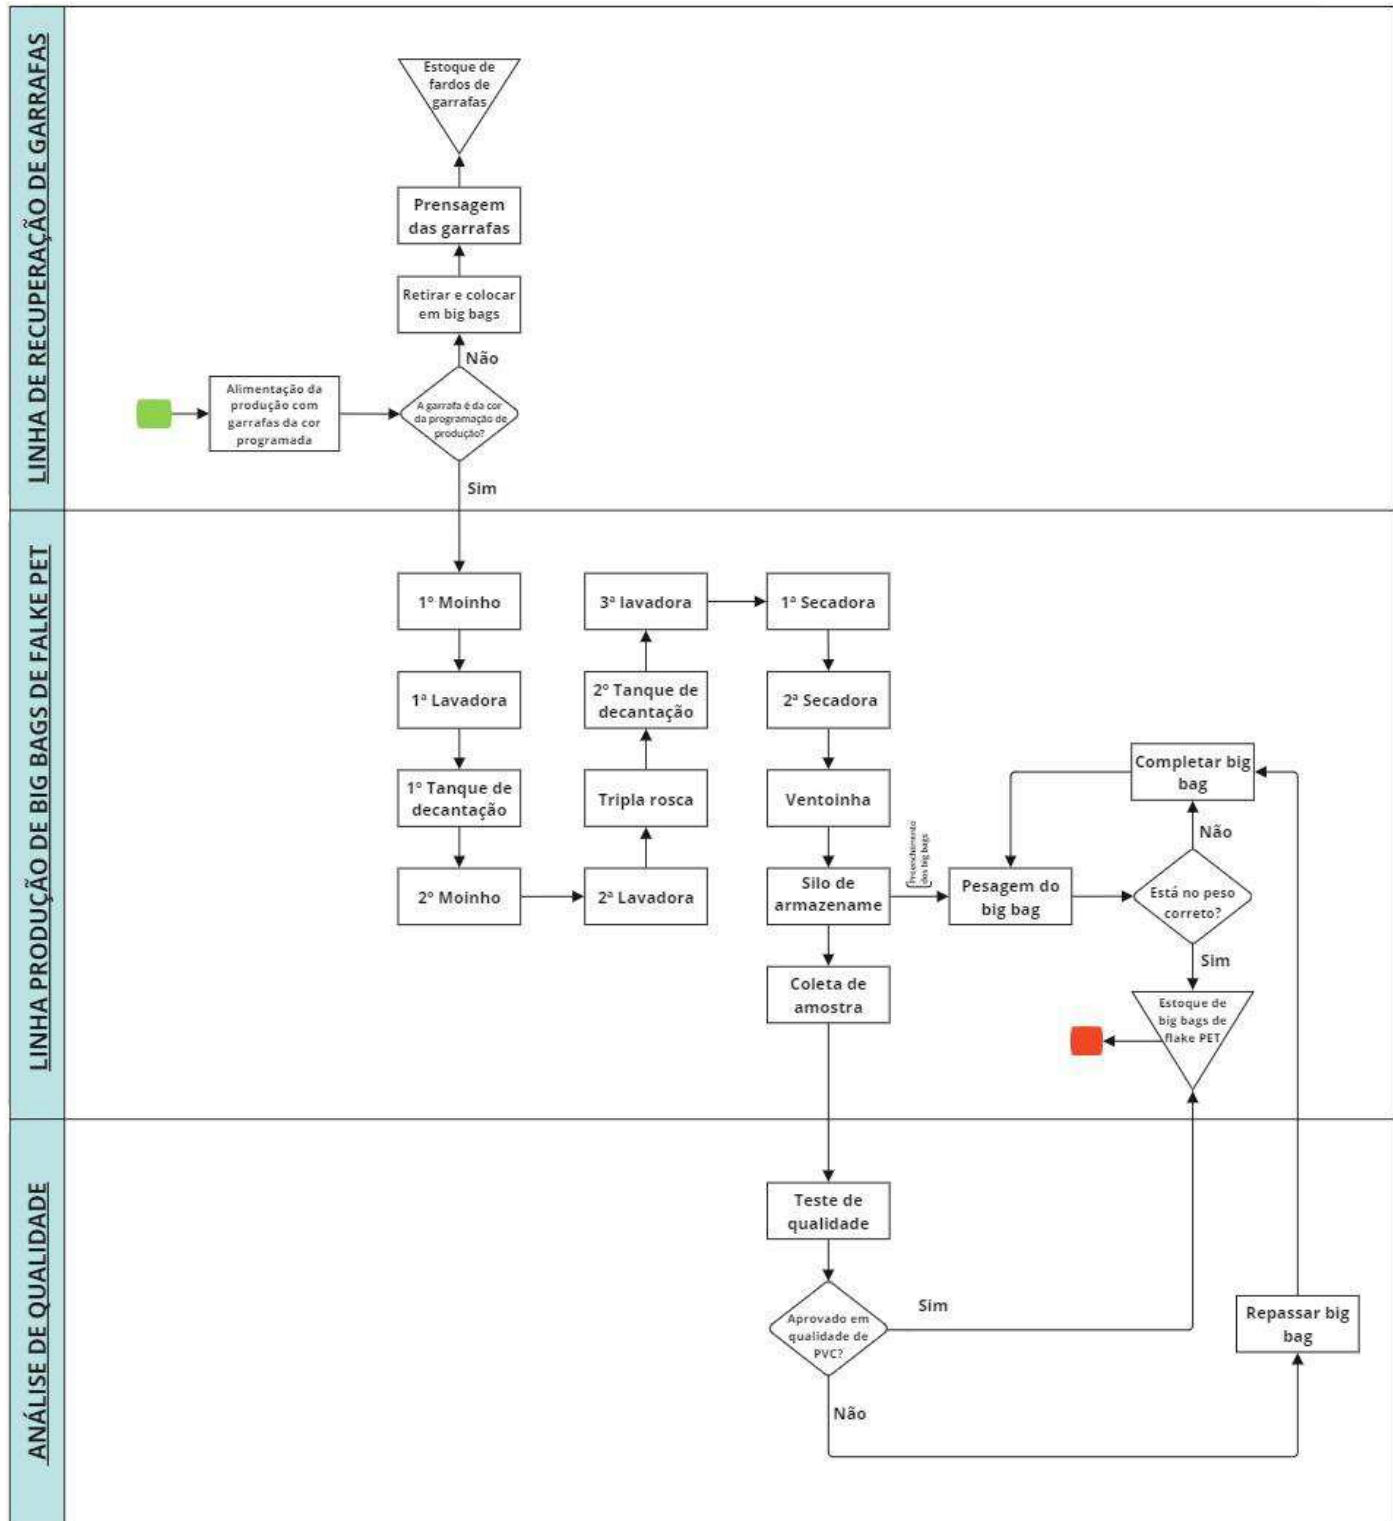 LINHA DE RECUPERAÇÃO DE GARRAFAS
Estoque de
fardos de
garrafas
Prensagem
das garrafas
Retirar e colocar
em big bags
Não
Alimentação da
produção com
garrafas da cor
programada
A garrafa é da cor
da programação de
produção?
Sim
LINHA PRODUÇÃO DE BIG BAGS DE FALKE PET
1º Moinho
1ª Lavadora
1º Tanque de
decantação
2º Moinho
2ª Lavadora
Tripla rosca
2º Tanque de
decantação
3ª lavadora
1ª Secadora
2ª Secadora
Ventoinha
Silo de
armazename
Preenchimento
dos big bags
Pesagem do
big bag
Está no peso
correto?
Não
Completar big
bag
Sim
Estoque de
big bags de
flake PET
Coleta de
amostra
ANÁLISE DE QUALIDADE
Teste de
qualidade
Aprovado em
qualidade de
PVC?
Sim
Não
Repassar big
bag